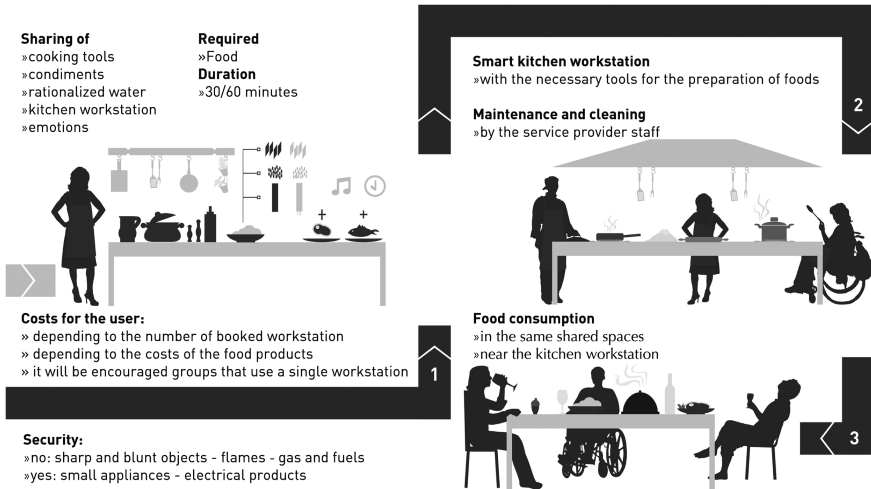 Sharing of
»cooking tools
»condiments
»rationalized water
»kitchen workstation
»emotions
Required
»Food
Duration
»30/60 minutes
+
+
Costs for the user:
» depending to the number of booked workstation
» depending to the costs of the food products
» it will be encouraged groups that use a single workstation
1
Security:
»no: sharp and blunt objects - flames - gas and fuels
»yes: small appliances - electrical products
Smart kitchen workstation
»with the necessary tools for the preparation of foods
Maintenance and cleaning
»by the service provider staff
2
Food consumption
»in the same shared spaces
»near the kitchen workstation
3